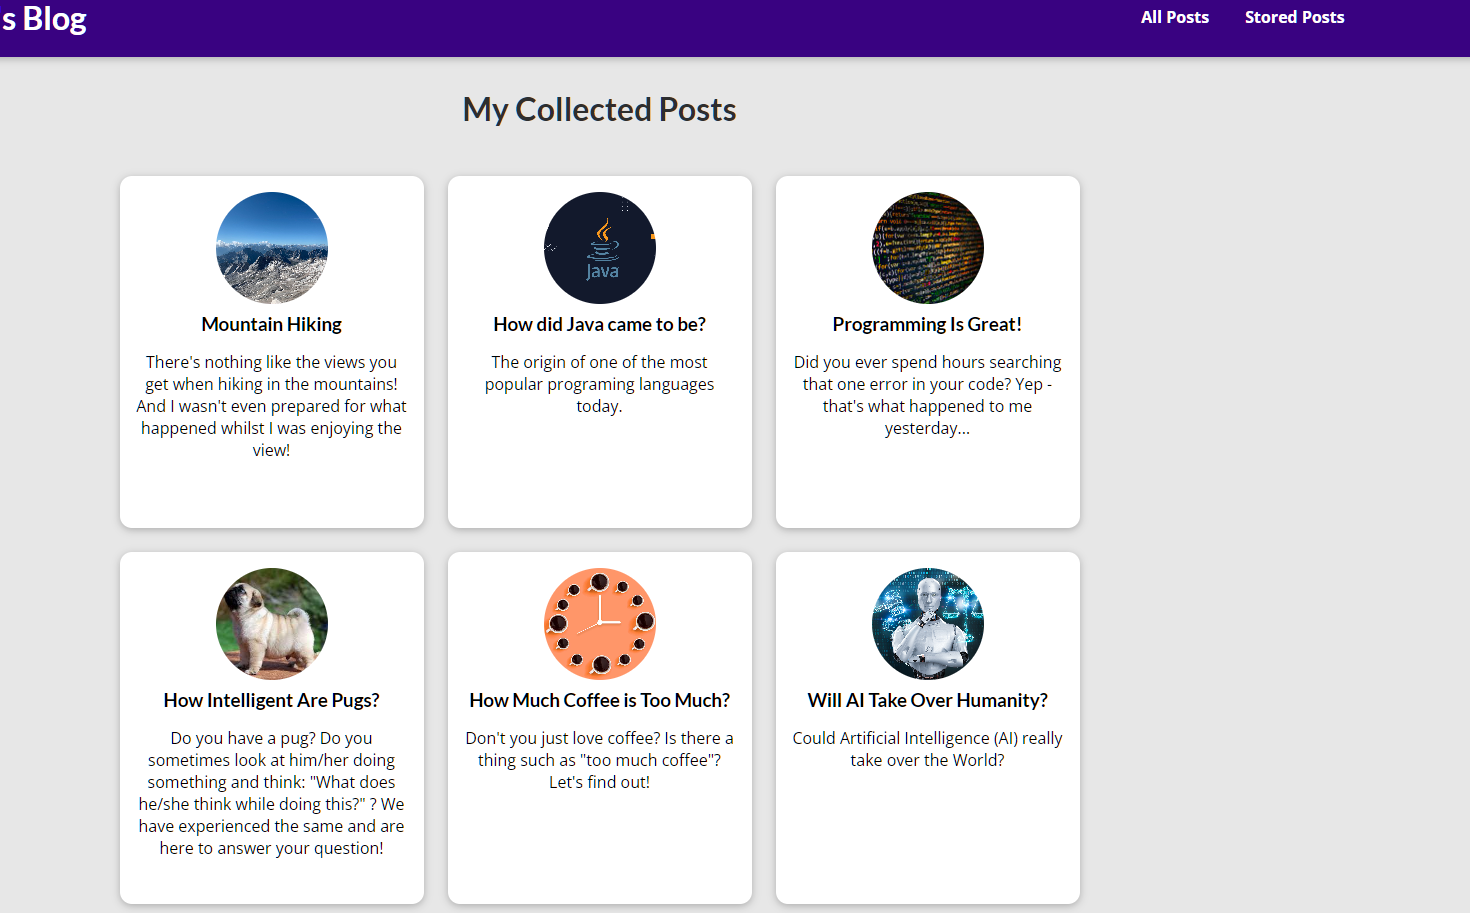 s Blog
All Posts Stored Posts
My Collected Posts
Java
Mountain Hiking
There's nothing like the views you
get when hiking in the mountains!
And I wasn't even prepared for what
happened whilst I was enjoying the
view!
How did Java came to be?
The origin of one of the most
popular programing languages
today.
Programming Is Great!
Did you ever spend hours searching
that one error in your code? Yep -
that's what happened to me
yesterday...
How Intelligent Are Pugs?
Do you have a pug? Do you
sometimes look at him/her doing
something and think: "What does
he/she think while doing this?" ? We
have experienced the same and are
here to answer your question!
How Much Coffee is Too Much?
Don't you just love coffee? Is there a
thing such as "too much coffee"?
Let's find out!
Will AI Take Over Humanity?
Could Artificial Intelligence (AI) really
take over the World?